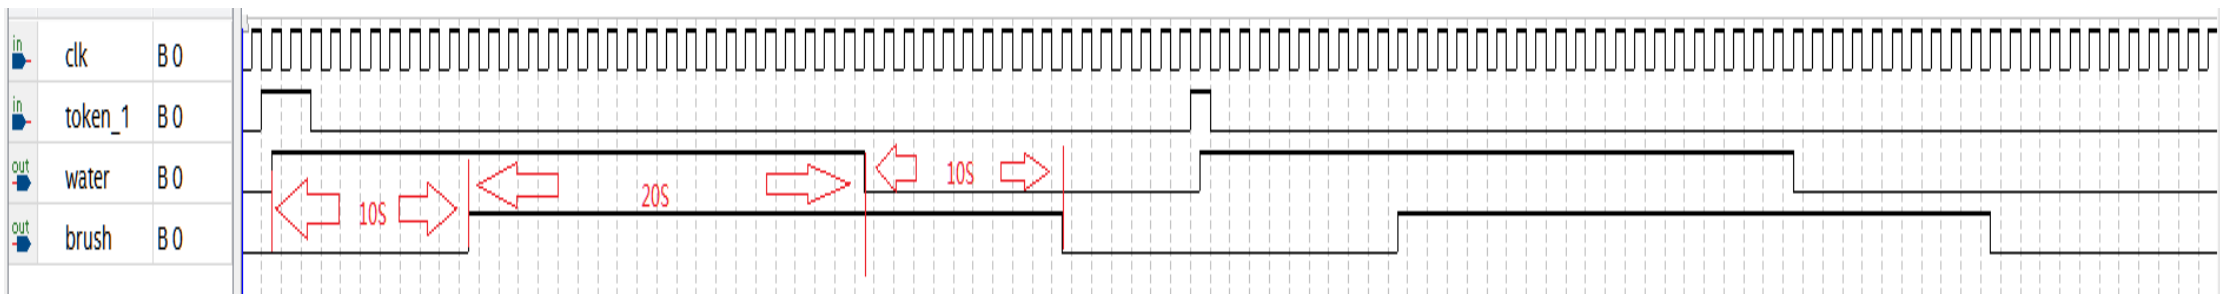 in clk B 0
in token_1 B 0
out water B 0
out brush B 0
10S
20S
10S